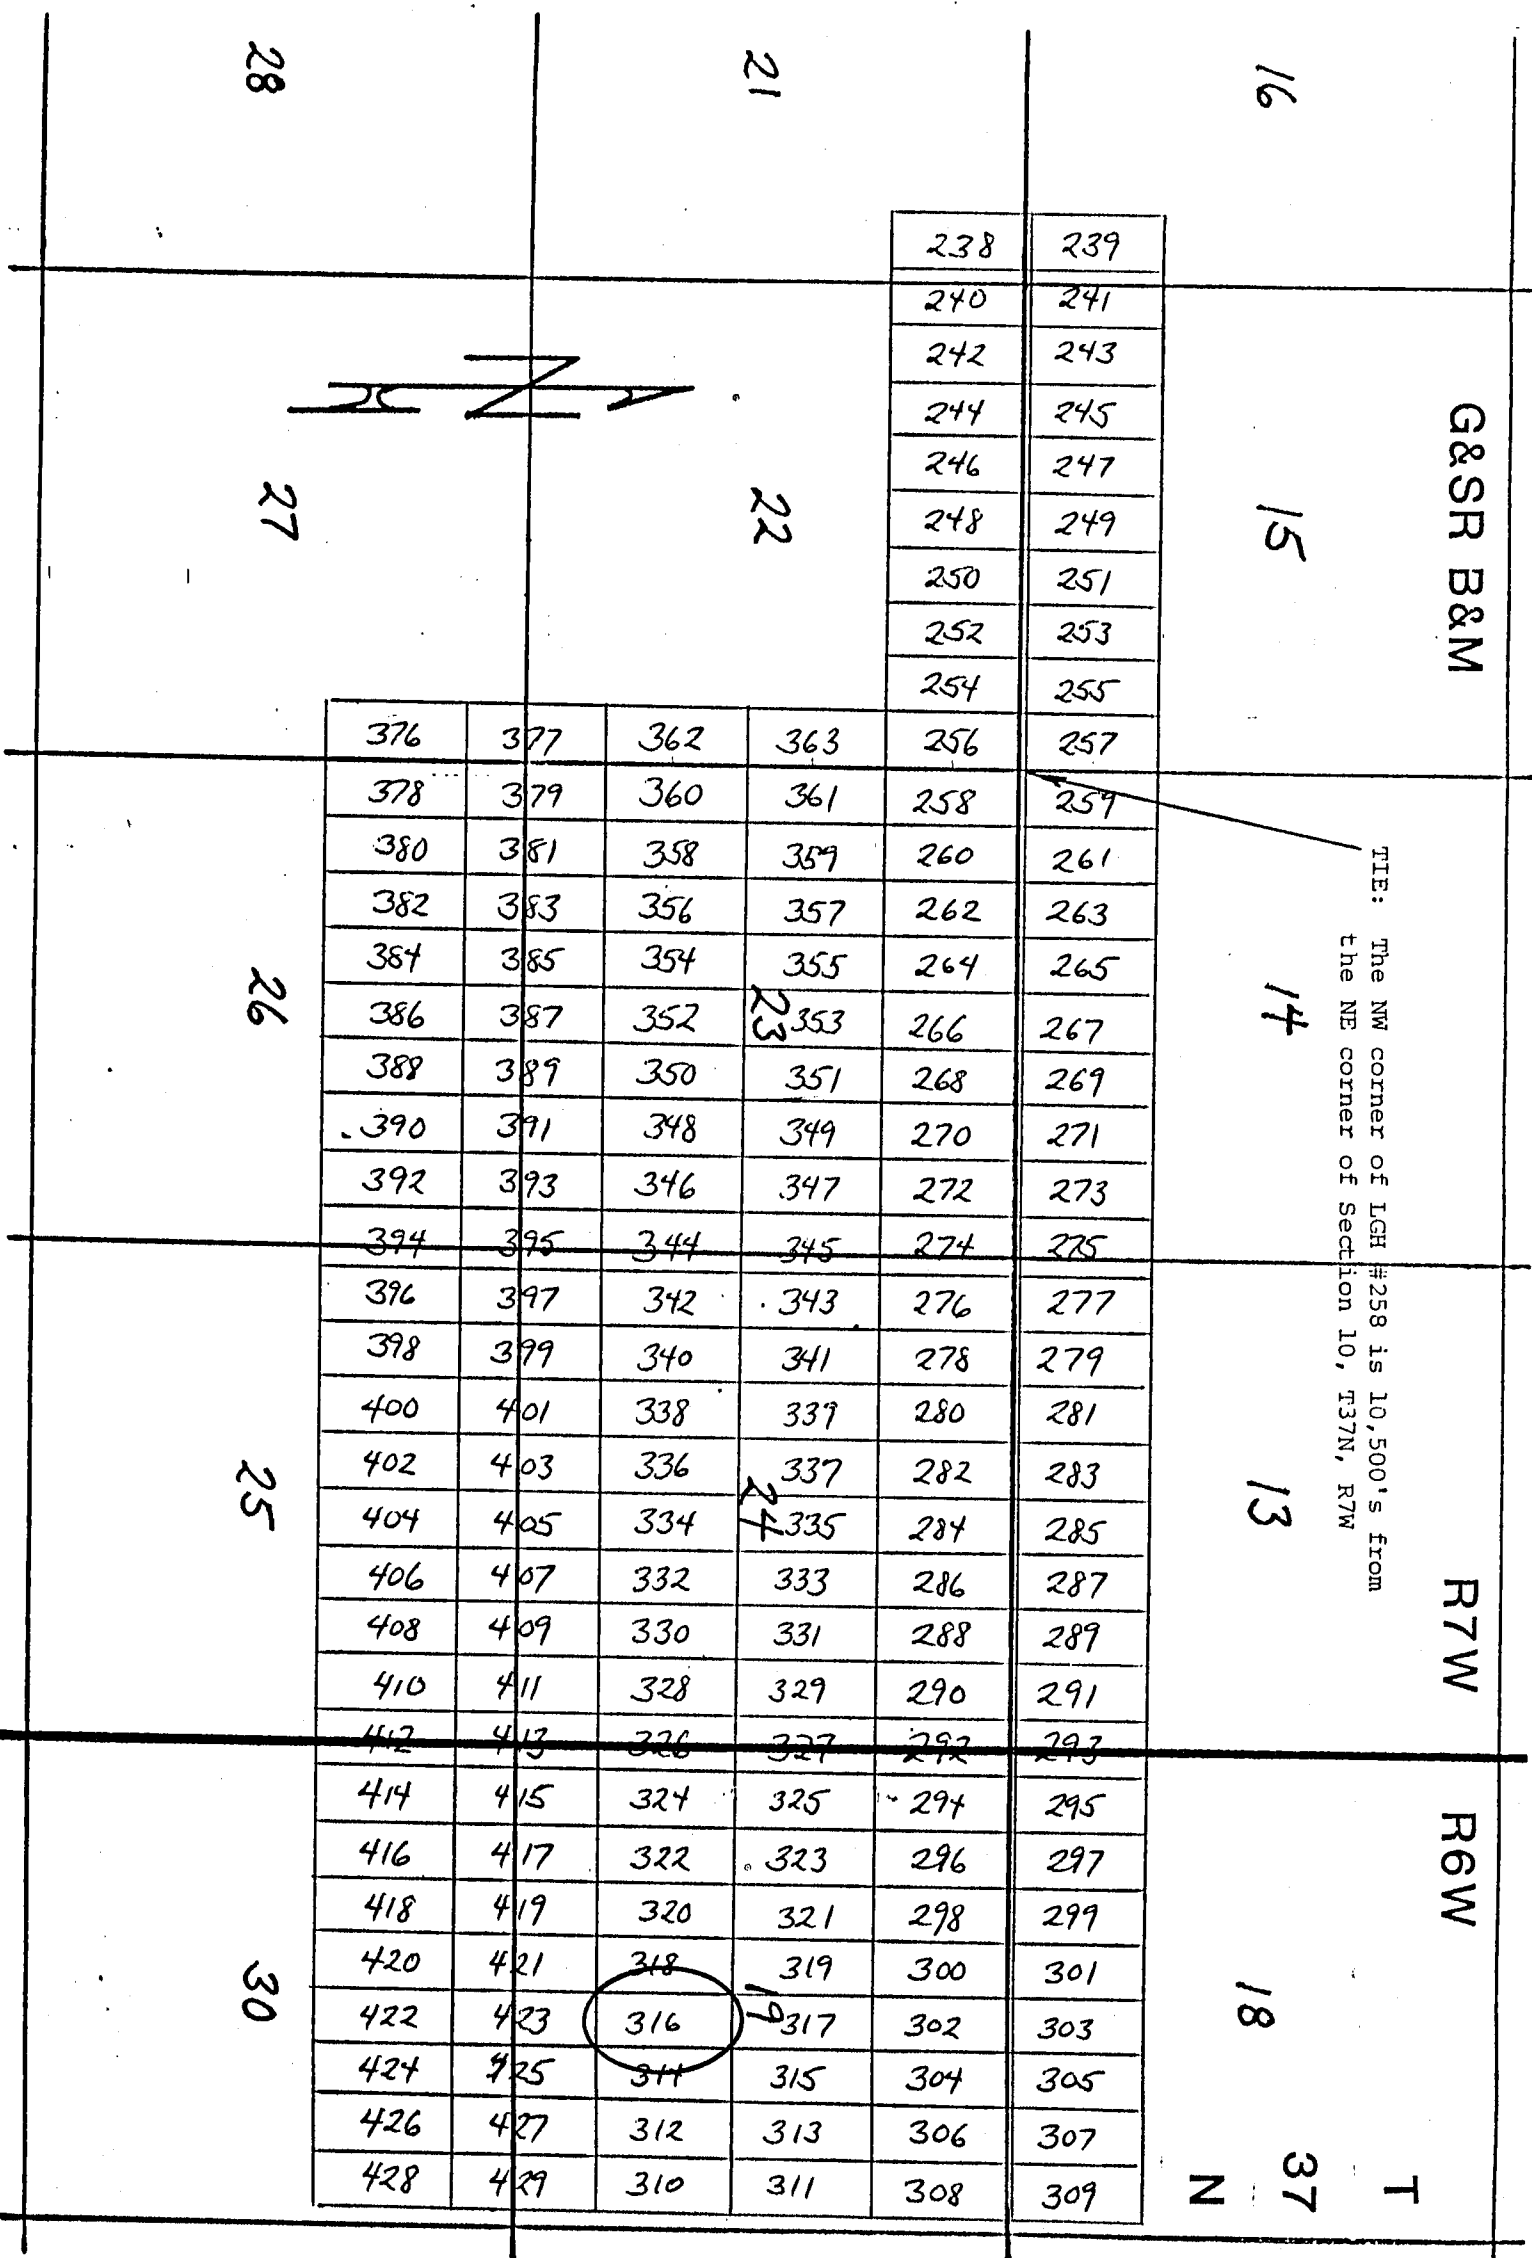 G&SR B&M
R7W
R6W
T
37
N
TIE: The NW corner of LGH #258 is 10,500's from
the NE corner of Section 10, T37N, R7W
16
15
14
13
18
21
22
23
24
19
28
27
26
25
30
238 239
240 241
242 243
244 245
246 247
248 249
250 251
252 253
254 255
376 377 362 363 256 257
378 379 360 361 258 259
380 381 358 359 260 261
382 383 356 357 262 263
384 385 354 355 264 265
386 387 352 353 266 267
388 389 350 351 268 269
390 391 348 349 270 271
392 393 346 347 272 273
394 395 344 345 274 275
396 397 342 343 276 277
398 399 340 341 278 279
400 401 338 339 280 281
402 403 336 337 282 283
404 405 334 335 284 285
406 407 332 333 286 287
408 409 330 331 288 289
410 411 328 329 290 291
412 413 326 327 292 293
414 415 324 325 294 295
416 417 322 323 296 297
418 419 320 321 298 299
420 421 318 319 300 301
422 423 316 317 302 303
424 425 314 315 304 305
426 427 312 313 306 307
428 429 310 311 308 309
N